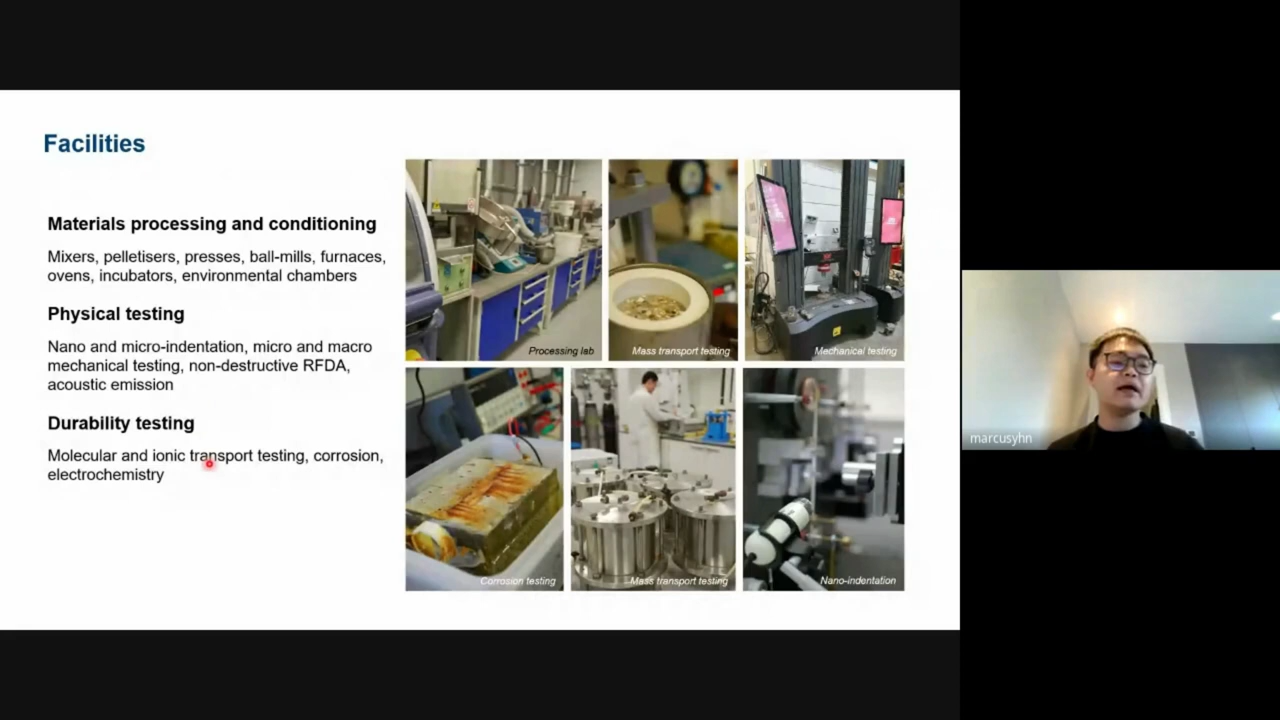 Facilities
Materials processing and conditioning
Mixers, pelletisers, presses, ball-mills, furnaces,
ovens, incubators, environmental chambers
Physical testing
Nano and micro-indentation, micro and macro
mechanical testing, non-destructive RFDA,
acoustic emission
Durability testing
Molecular and ionic transport testing, corrosion,
electrochemistry
Processing lab
Mass transport testing
Mechanical testing
Corrosion testing
Mass transport testing
Nano-indentation
marcusyhn